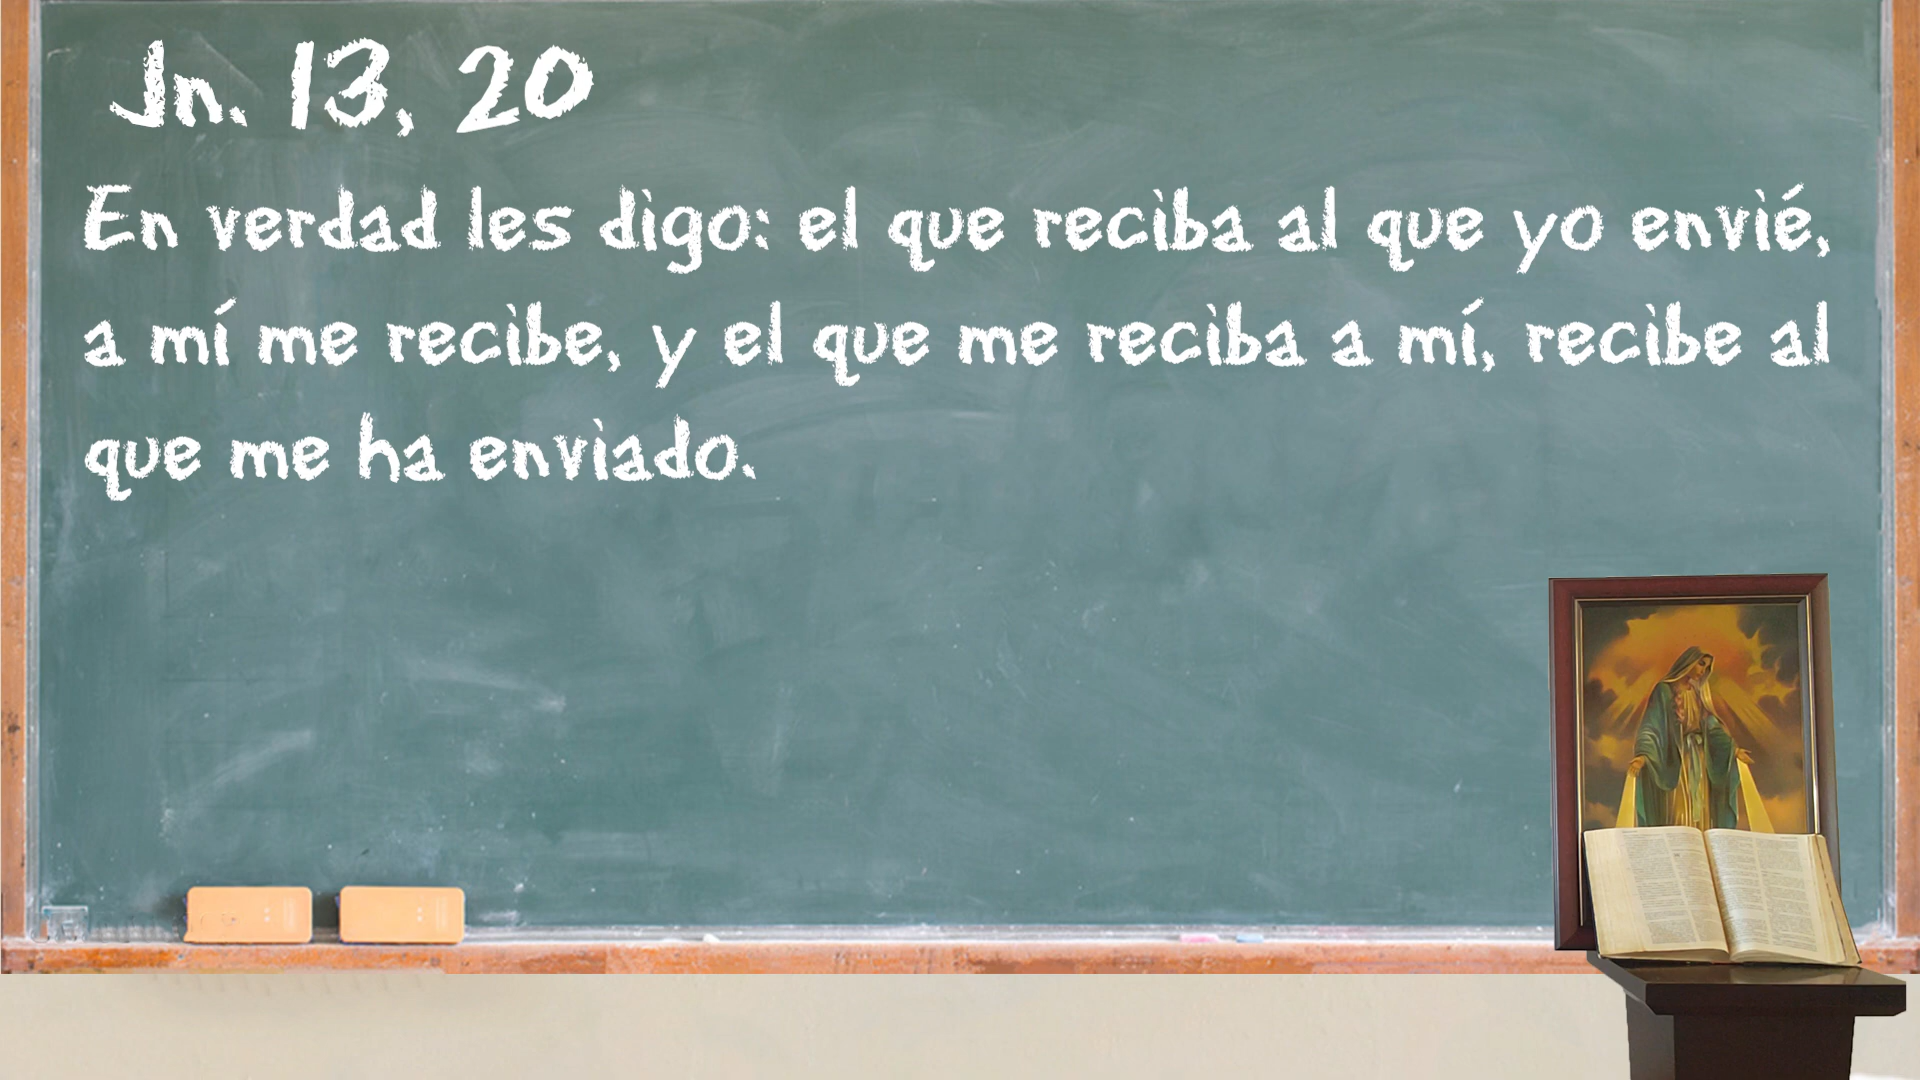 Jn. 13, 20
En verdad les digo: el que reciba al que yo envié,
a mí me recibe, y el que me reciba a mí, recibe al
que me ha enviado.